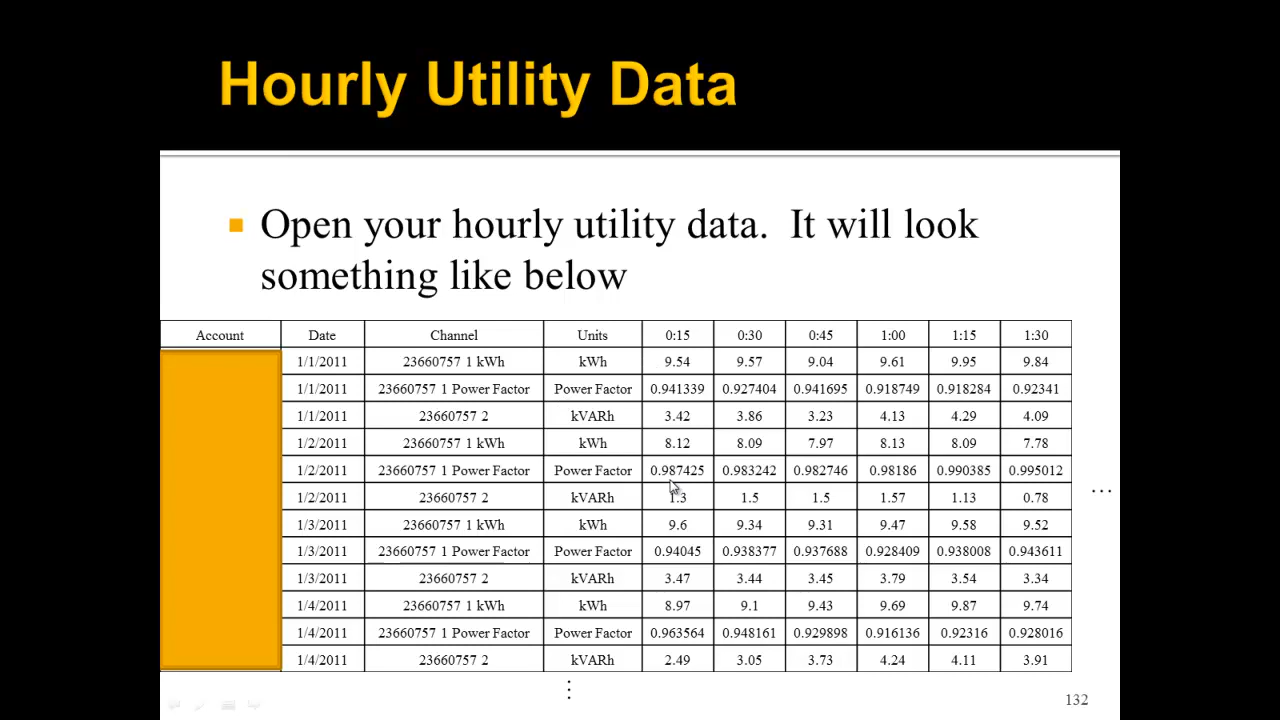 Hourly Utility Data
Open your hourly utility data. It will look
something like below
Account Date Channel Units 0:15 0:30 0:45 1:00 1:15 1:30
1/1/2011 23660757 1 kWh kWh 9.54 9.57 9.04 9.61 9.95 9.84
1/1/2011 23660757 1 Power Factor Power Factor 0.941339 0.927404 0.941695 0.918749 0.918284 0.92341
1/1/2011 23660757 2 kVARh 3.42 3.86 3.23 4.13 4.29 4.09
1/2/2011 23660757 1 kWh kWh 8.12 8.09 7.97 8.13 8.09 7.78
1/2/2011 23660757 1 Power Factor Power Factor 0.987425 0.983242 0.982746 0.98186 0.990385 0.995012
1/2/2011 23660757 2 kVARh 1.3 1.5 1.5 1.57 1.13 0.78
1/3/2011 23660757 1 kWh kWh 9.6 9.34 9.31 9.47 9.58 9.52
1/3/2011 23660757 1 Power Factor Power Factor 0.94045 0.938377 0.937688 0.928409 0.938008 0.943611
1/3/2011 23660757 2 kVARh 3.47 3.44 3.45 3.79 3.54 3.34
1/4/2011 23660757 1 kWh kWh 8.97 9.1 9.43 9.69 9.87 9.74
1/4/2011 23660757 1 Power Factor Power Factor 0.963564 0.948161 0.929898 0.916136 0.92316 0.928016
1/4/2011 23660757 2 kVARh 2.49 3.05 3.73 4.24 4.11 3.91
...
132